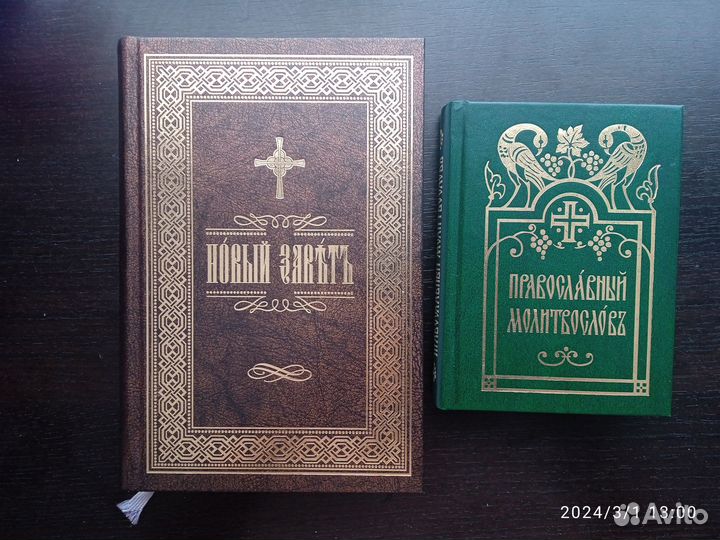 НО́ВЫЙ ЗАВѢ́ТЪ
ПРАВОСЛА́ВНЫЙ
МОЛИТВОСЛО́ВЪ
2024/3/1 13:00
Avito